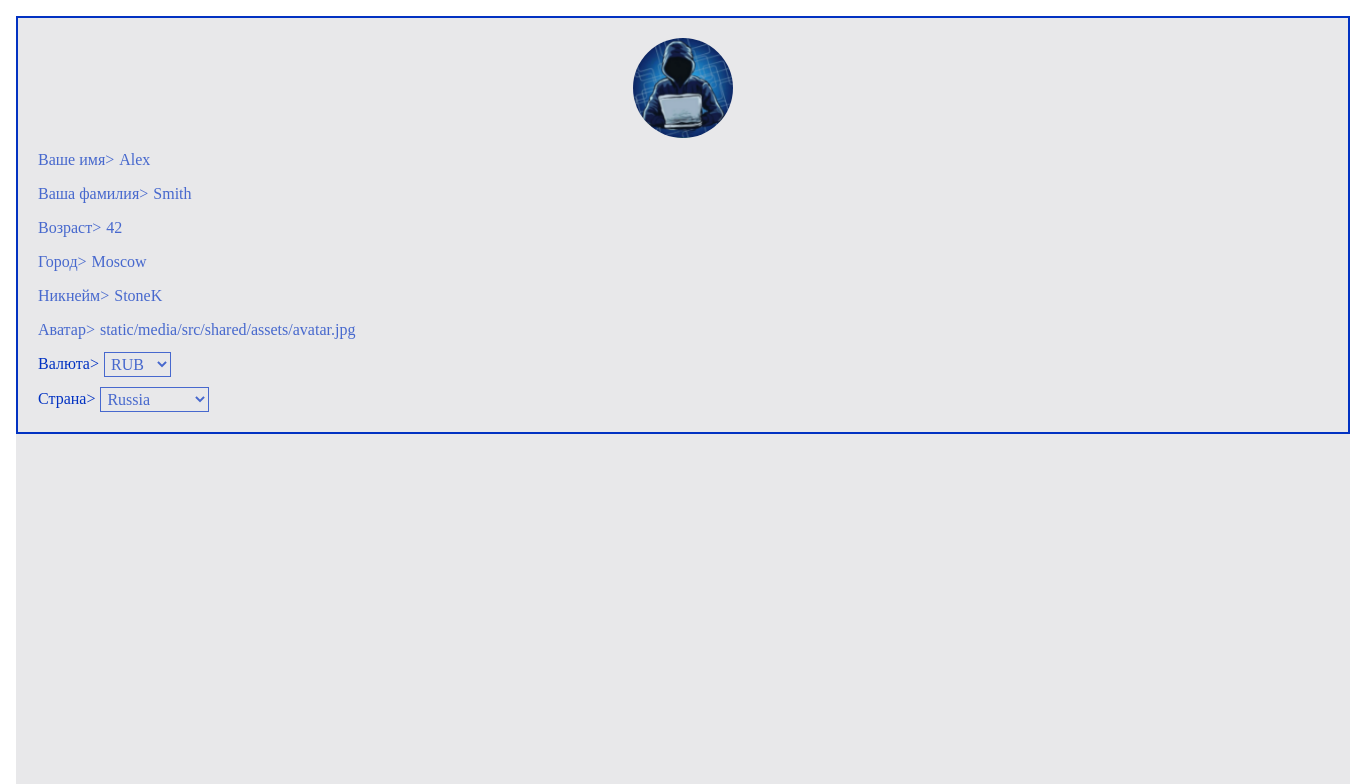 Ваше имя> Alex
Ваша фамилия> Smith
Возраст> 42
Город> Moscow
Никнейм> StoneK
Аватар> static/media/src/shared/assets/avatar.jpg
Валюта> RUB
Страна> Russia